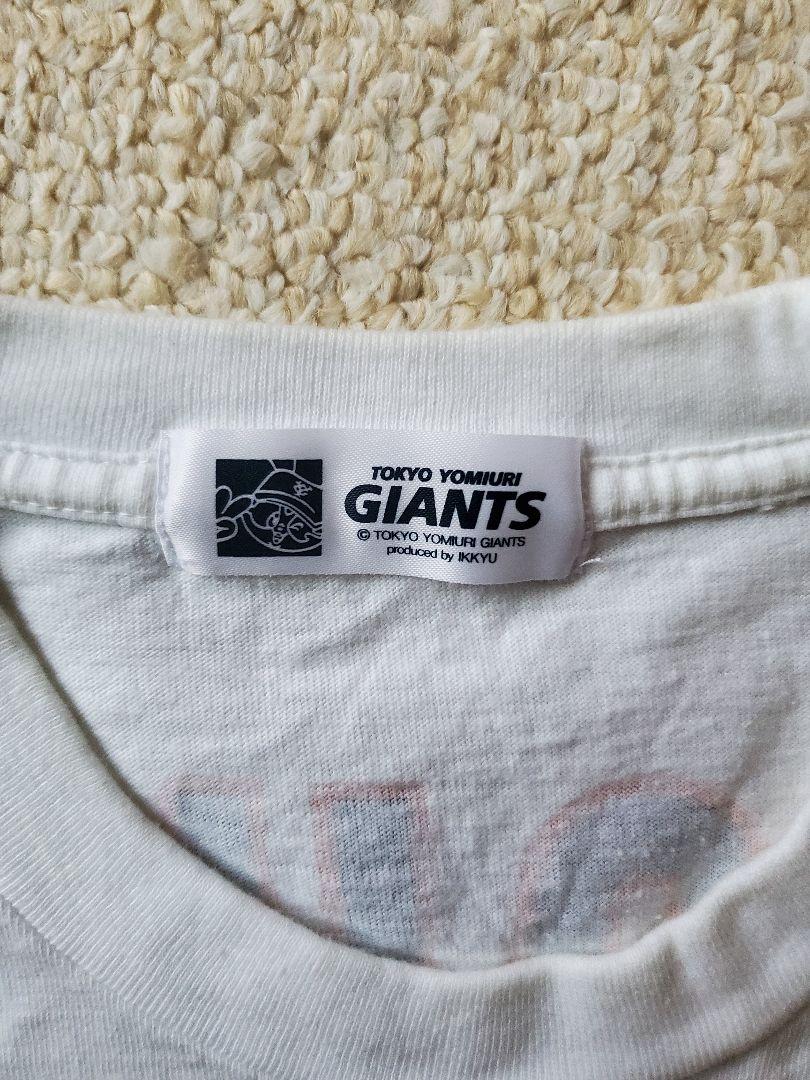 TOKYO YOMIURI
GIANTS
© TOKYO YOMIURI GIANTS
produced by IKKYU